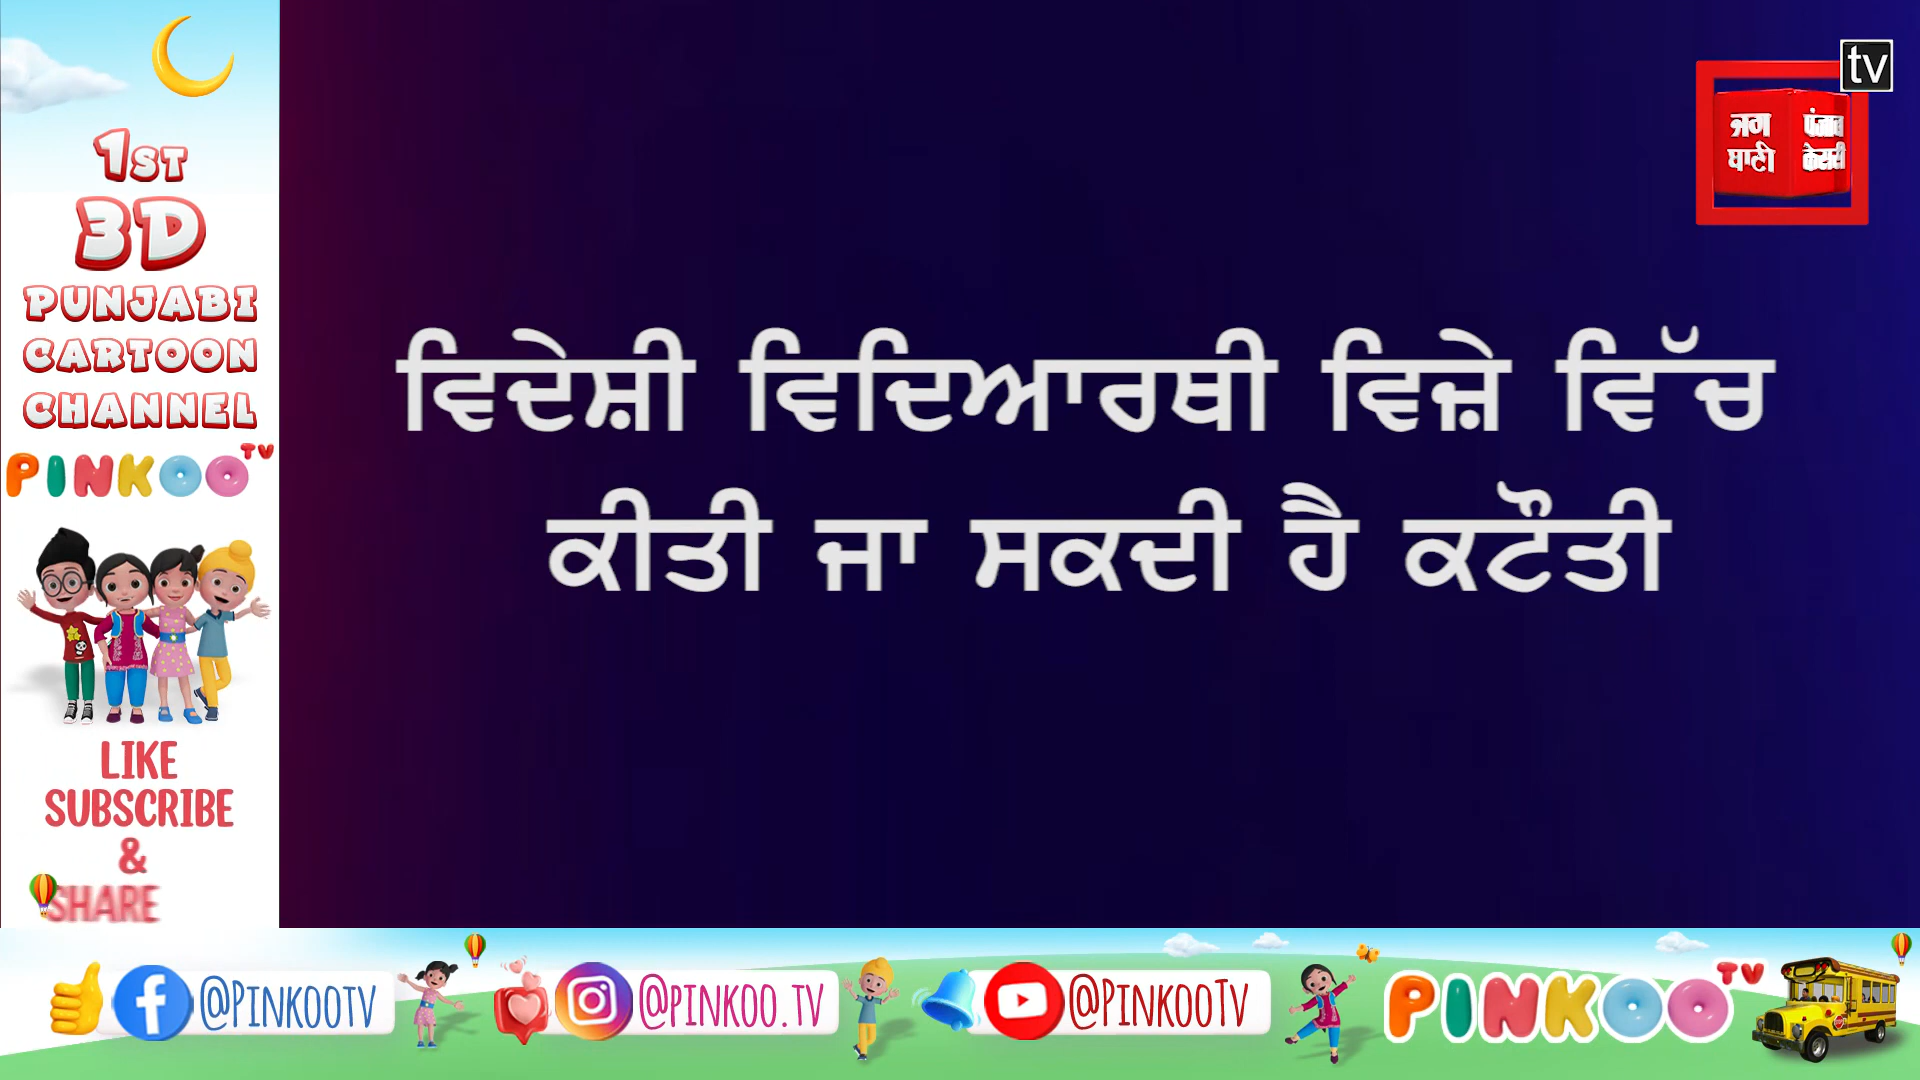 1ST
3D
PUNJABI
CARTOON
CHANNEL
PINKOO TV
LIKE
SUBSCRIBE
&
SHARE
tv
ਜਗ ਬਾਣੀ
पंजाब केसरी
ਵਿਦੇਸ਼ੀ ਵਿਦਿਆਰਥੀ ਵਿਜ਼ੇ ਵਿੱਚ
ਕੀਤੀ ਜਾ ਸਕਦੀ ਹੈ ਕਟੌਤੀ
@PINKOOTV
@PINKOO.TV
@PINKOOTV
PINKOO TV